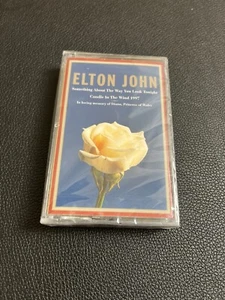 ELTON JOHN
Something About The Way You Look Tonight
Candle In The Wind 1997
In loving memory of Diana, Princess of Wales